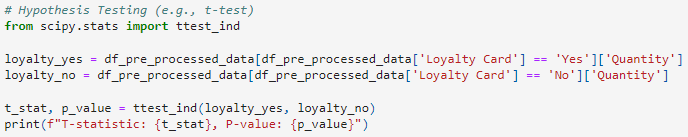 # Hypothesis Testing (e.g., t-test)
from scipy.stats import ttest_ind
loyalty_yes = df_pre_processed_data[df_pre_processed_data['Loyalty Card'] == 'Yes']['Quantity']
loyalty_no = df_pre_processed_data[df_pre_processed_data['Loyalty Card'] == 'No']['Quantity']
t_stat, p_value = ttest_ind(loyalty_yes, loyalty_no)
print(f"T-statistic: {t_stat}, P-value: {p_value}")